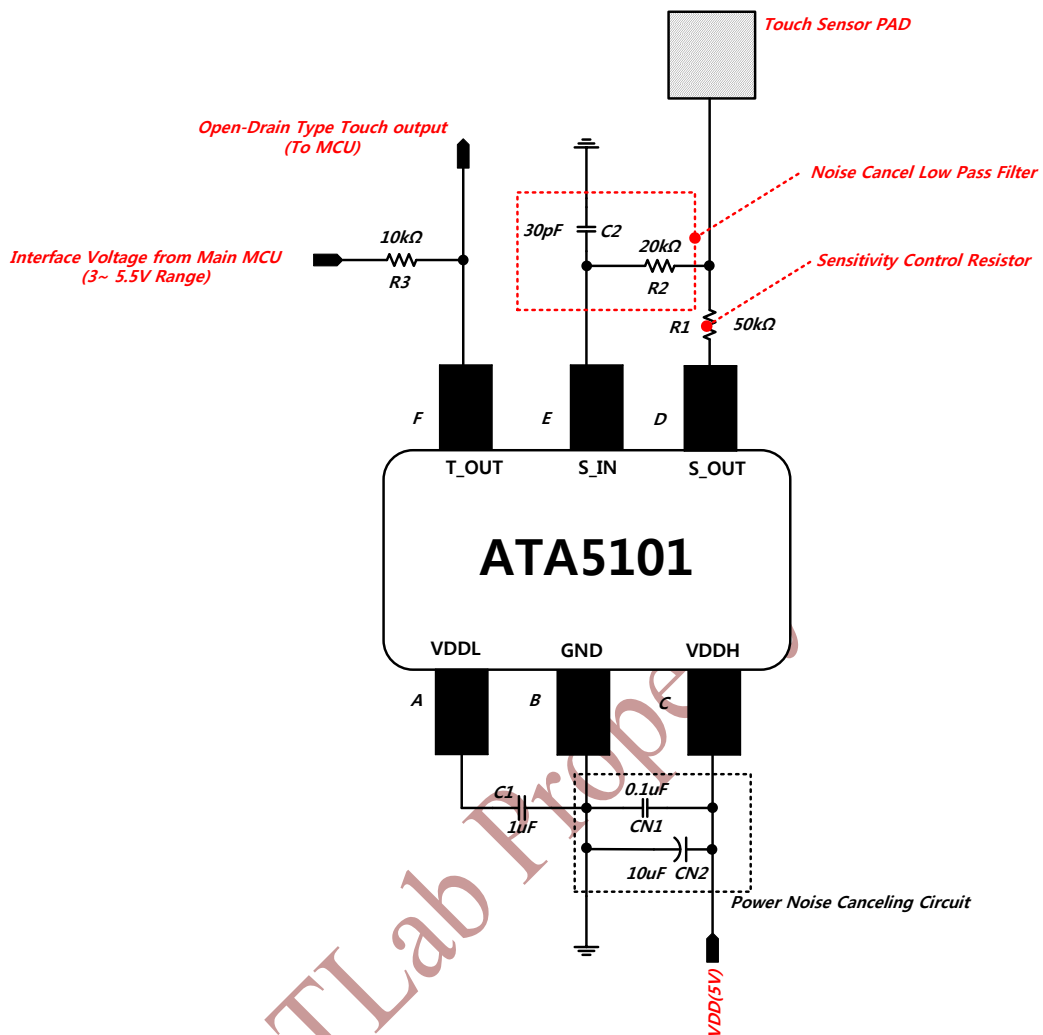 Touch Sensor PAD
Open-Drain Type Touch output
(To MCU)
Noise Cancel Low Pass Filter
30pF
C2
10kΩ
20kΩ
Interface Voltage from Main MCU
(3~ 5.5V Range)
Sensitivity Control Resistor
R3
R2
R1
50kΩ
F
E
D
T_OUT
S_IN
S_OUT
ATA5101
VDDL
GND
VDDH
A
B
C
C1
1uF
0.1uF
CN1
10uF
CN2
Power Noise Canceling Circuit
VDD(5V)
TLab Prope